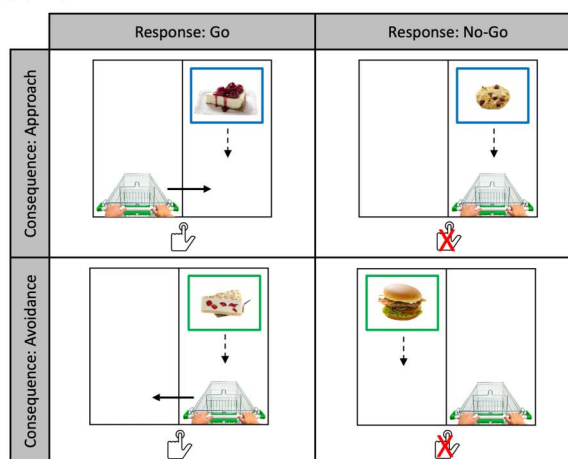 Response: Go
Response: No-Go
Consequence: Approach
X
X
Consequence: Avoidance
X
X